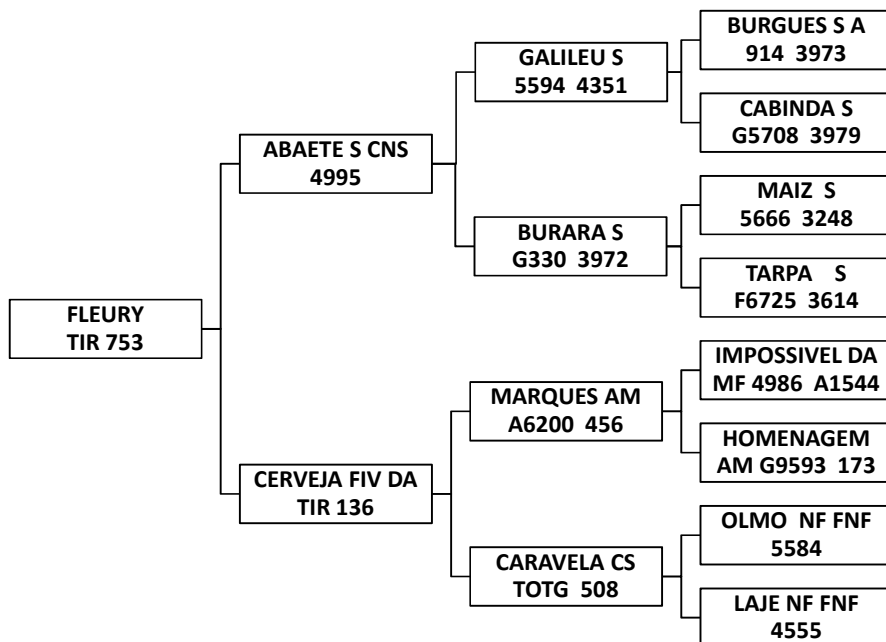 BURGUES S A
914 3973
GALILEU S
5594 4351
CABINDA S
G5708 3979
ABAETE S CNS
4995
MAIZ S
5666 3248
BURARA S
G330 3972
TARPA S
F6725 3614
FLEURY
TIR 753
IMPOSSIVEL DA
MF 4986 A1544
MARQUES AM
A6200 456
HOMENAGEM
AM G9593 173
CERVEJA FIV DA
TIR 136
OLMO NF FNF
5584
CARAVELA CS
TOTG 508
LAJE NF FNF
4555